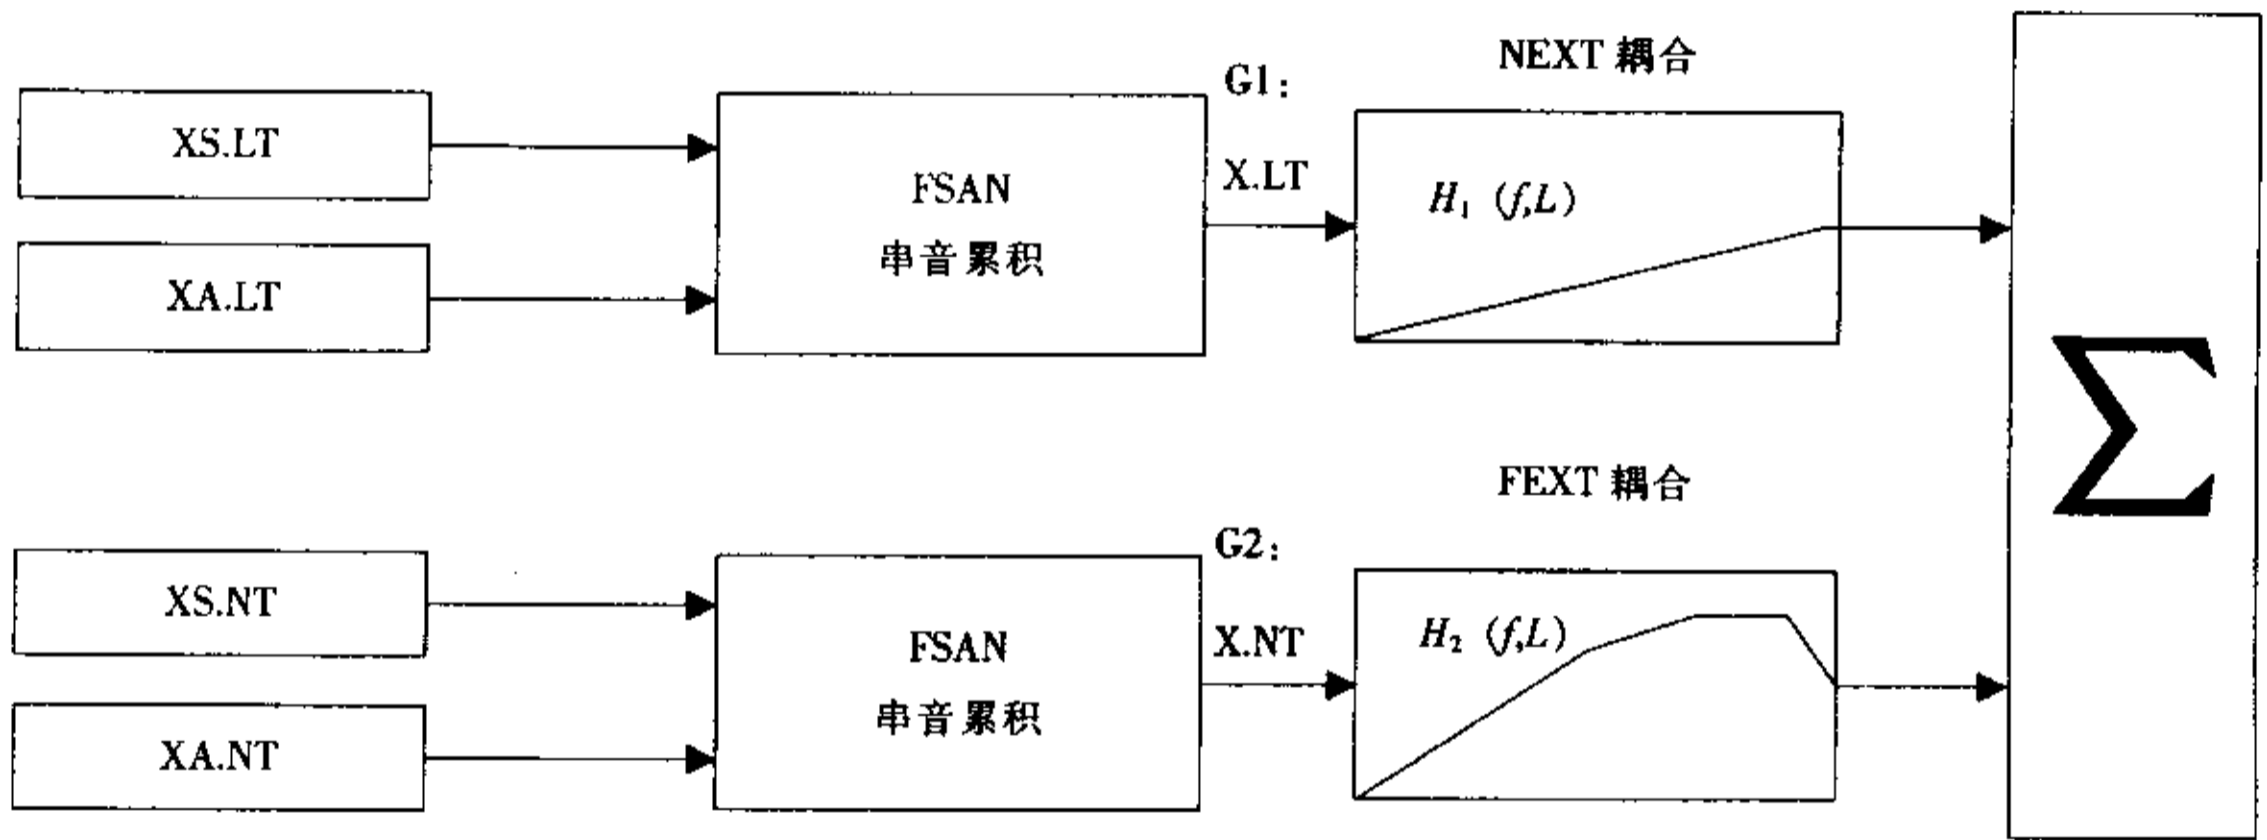 NEXT 耦合
G1:
XS.LT
X.LT
FSAN
串音累积
H₁ (f,L)
XA.LT
Σ
FEXT 耦合
G2:
XS.NT
X.NT
FSAN
串音累积
H₂ (f,L)
XA.NT